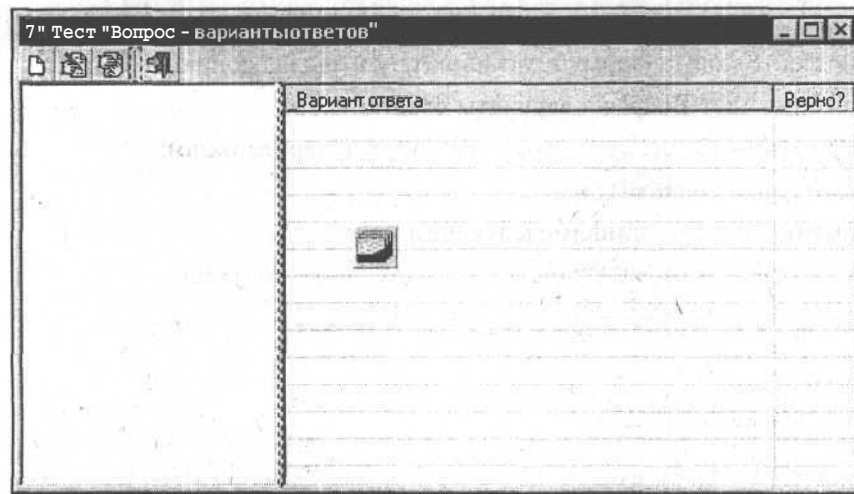 7" Тест "Вопрос - вариантыответов"
Вариант ответа
Верно?